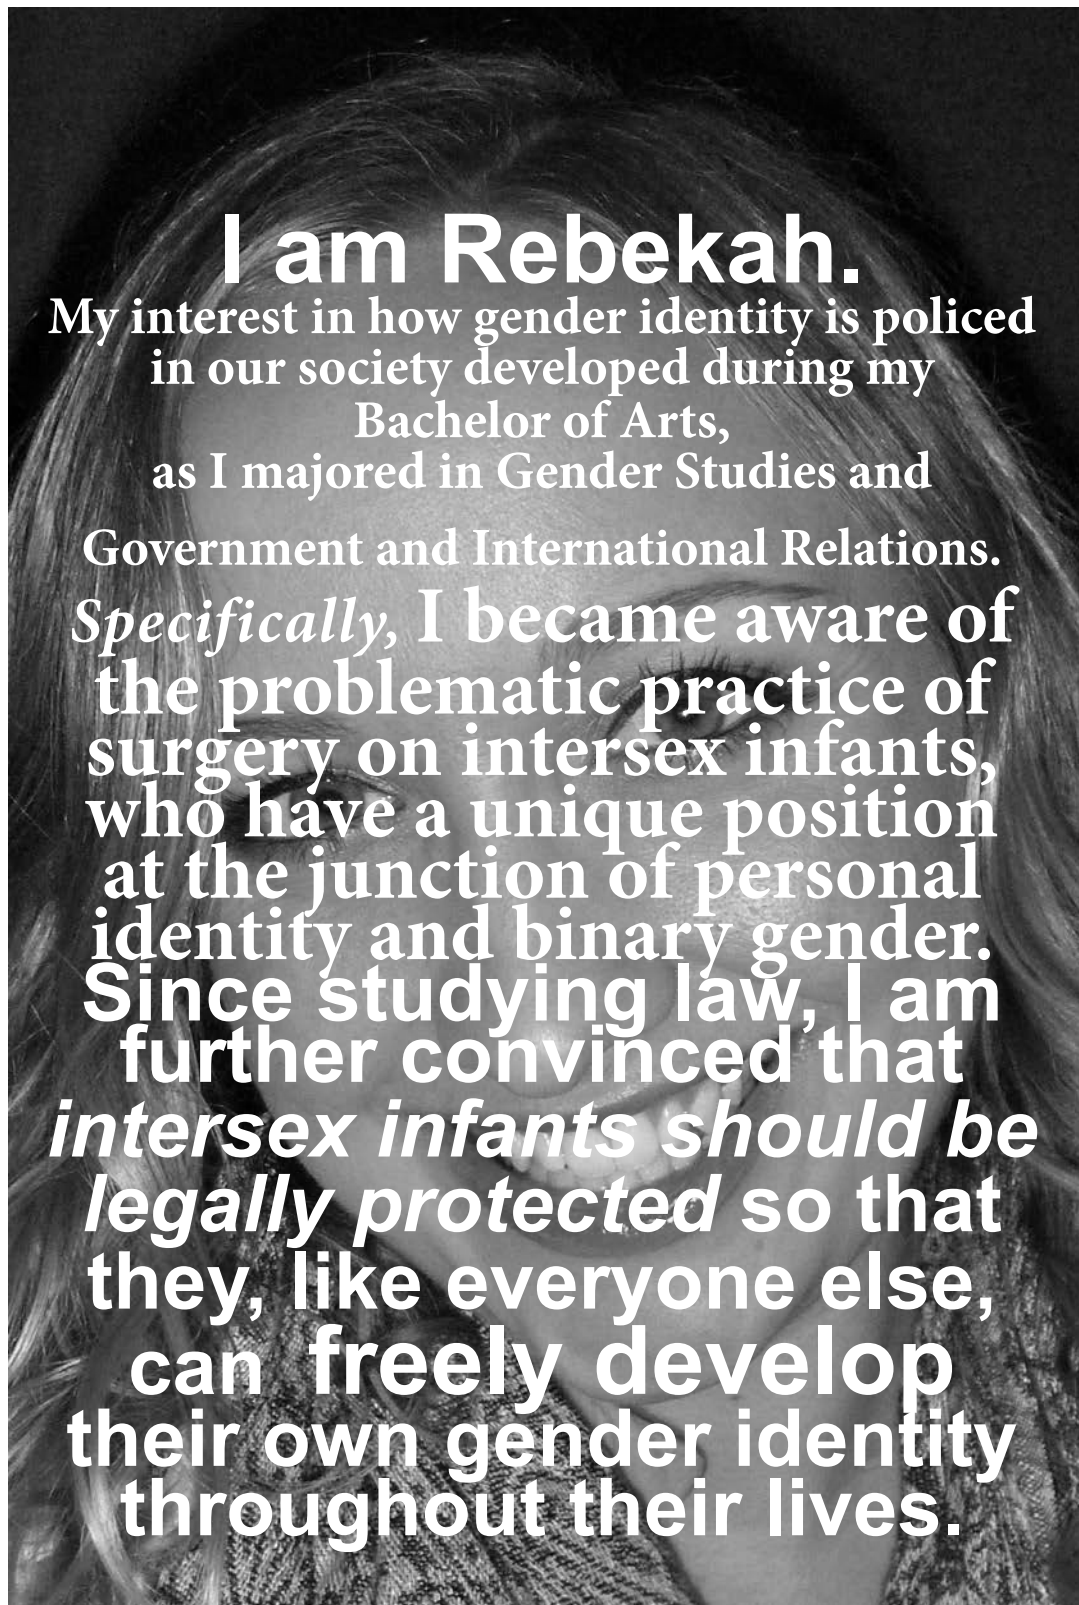 I am Rebekah.
My interest in how gender identity is policed
in our society developed during my
Bachelor of Arts,
as I majored in Gender Studies and
Government and International Relations.
Specifically, I became aware of
the problematic practice of
surgery on intersex infants,
who have a unique position
at the junction of personal
identity and binary gender.
Since studying law, I am
further convinced that
intersex infants should be
legally protected so that
they, like everyone else,
can freely develop
their own gender identity
throughout their lives.